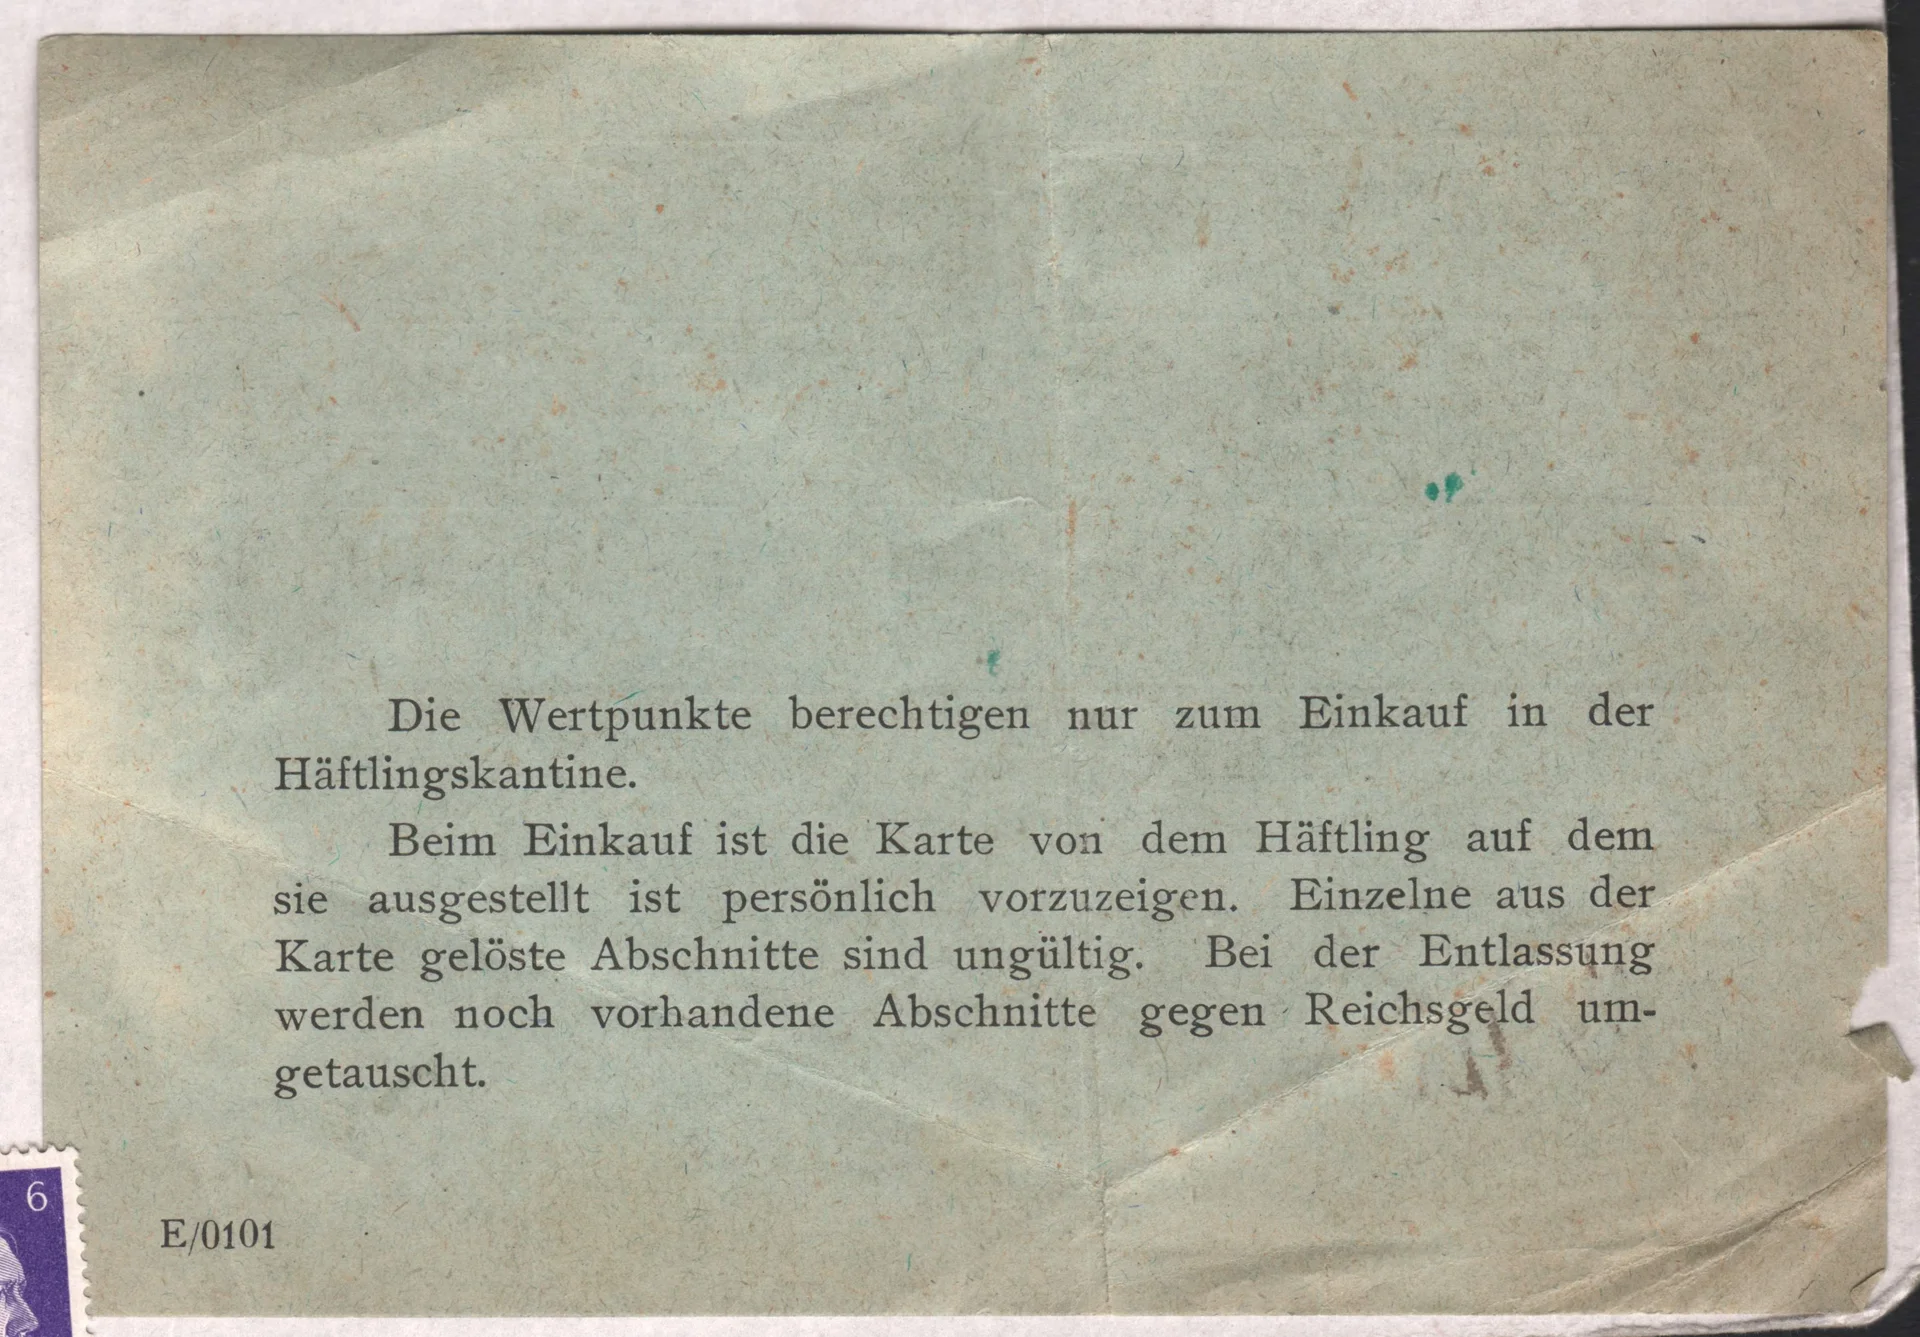 Die Wertpunkte berechtigen nur zum Einkauf in der
Häftlingskantine.
Beim Einkauf ist die Karte von dem Häftling auf dem
sie ausgestellt ist persönlich vorzuzeigen. Einzelne aus der
Karte gelöste Abschnitte sind ungültig. Bei der Entlassung
werden noch vorhandene Abschnitte gegen Reichsgeld um-
getauscht.
E/0101
6